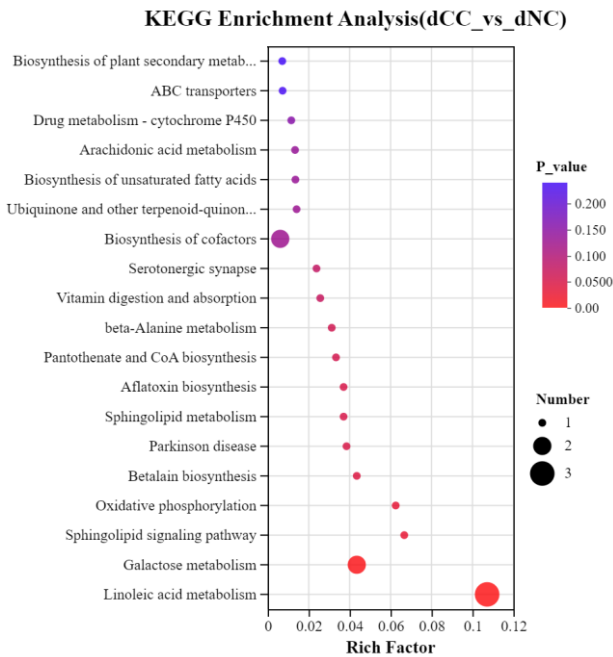 KEGG Enrichment Analysis(dCC_vs_dNC)
Biosynthesis of plant secondary metab...
ABC transporters
Drug metabolism - cytochrome P450
Arachidonic acid metabolism
Biosynthesis of unsaturated fatty acids
Ubiquinone and other terpenoid-quinon...
Biosynthesis of cofactors
Serotonergic synapse
Vitamin digestion and absorption
beta-Alanine metabolism
Pantothenate and CoA biosynthesis
Aflatoxin biosynthesis
Sphingolipid metabolism
Parkinson disease
Betalain biosynthesis
Oxidative phosphorylation
Sphingolipid signaling pathway
Galactose metabolism
Linoleic acid metabolism
0 0.02 0.04 0.06 0.08 0.1 0.12
Rich Factor
P_value
0.200
0.150
0.100
0.0500
0.00
Number
1
2
3